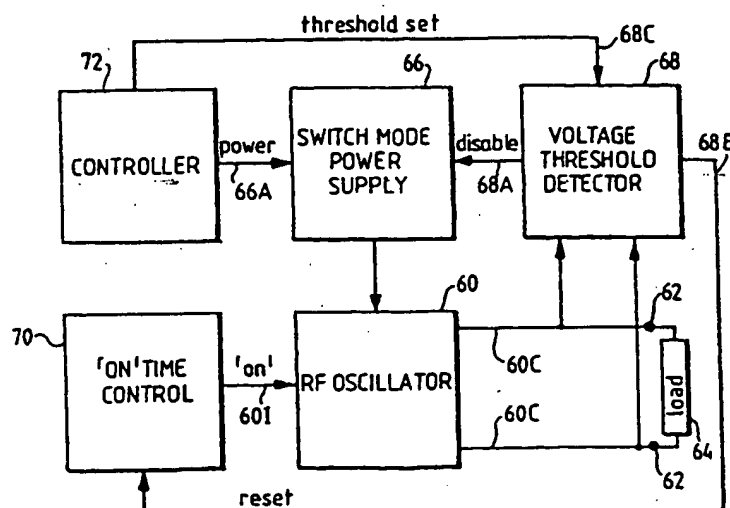 threshold set
68C
72
66
68
CONTROLLER
power
66A
SWITCH MODE
POWER
SUPPLY
disable
68A
VOLTAGE
THRESHOLD
DETECTOR
60
62
70
'ON' TIME
CONTROL
'on'
60I
RF OSCILLATOR
60C
60C
load
64
62
reset